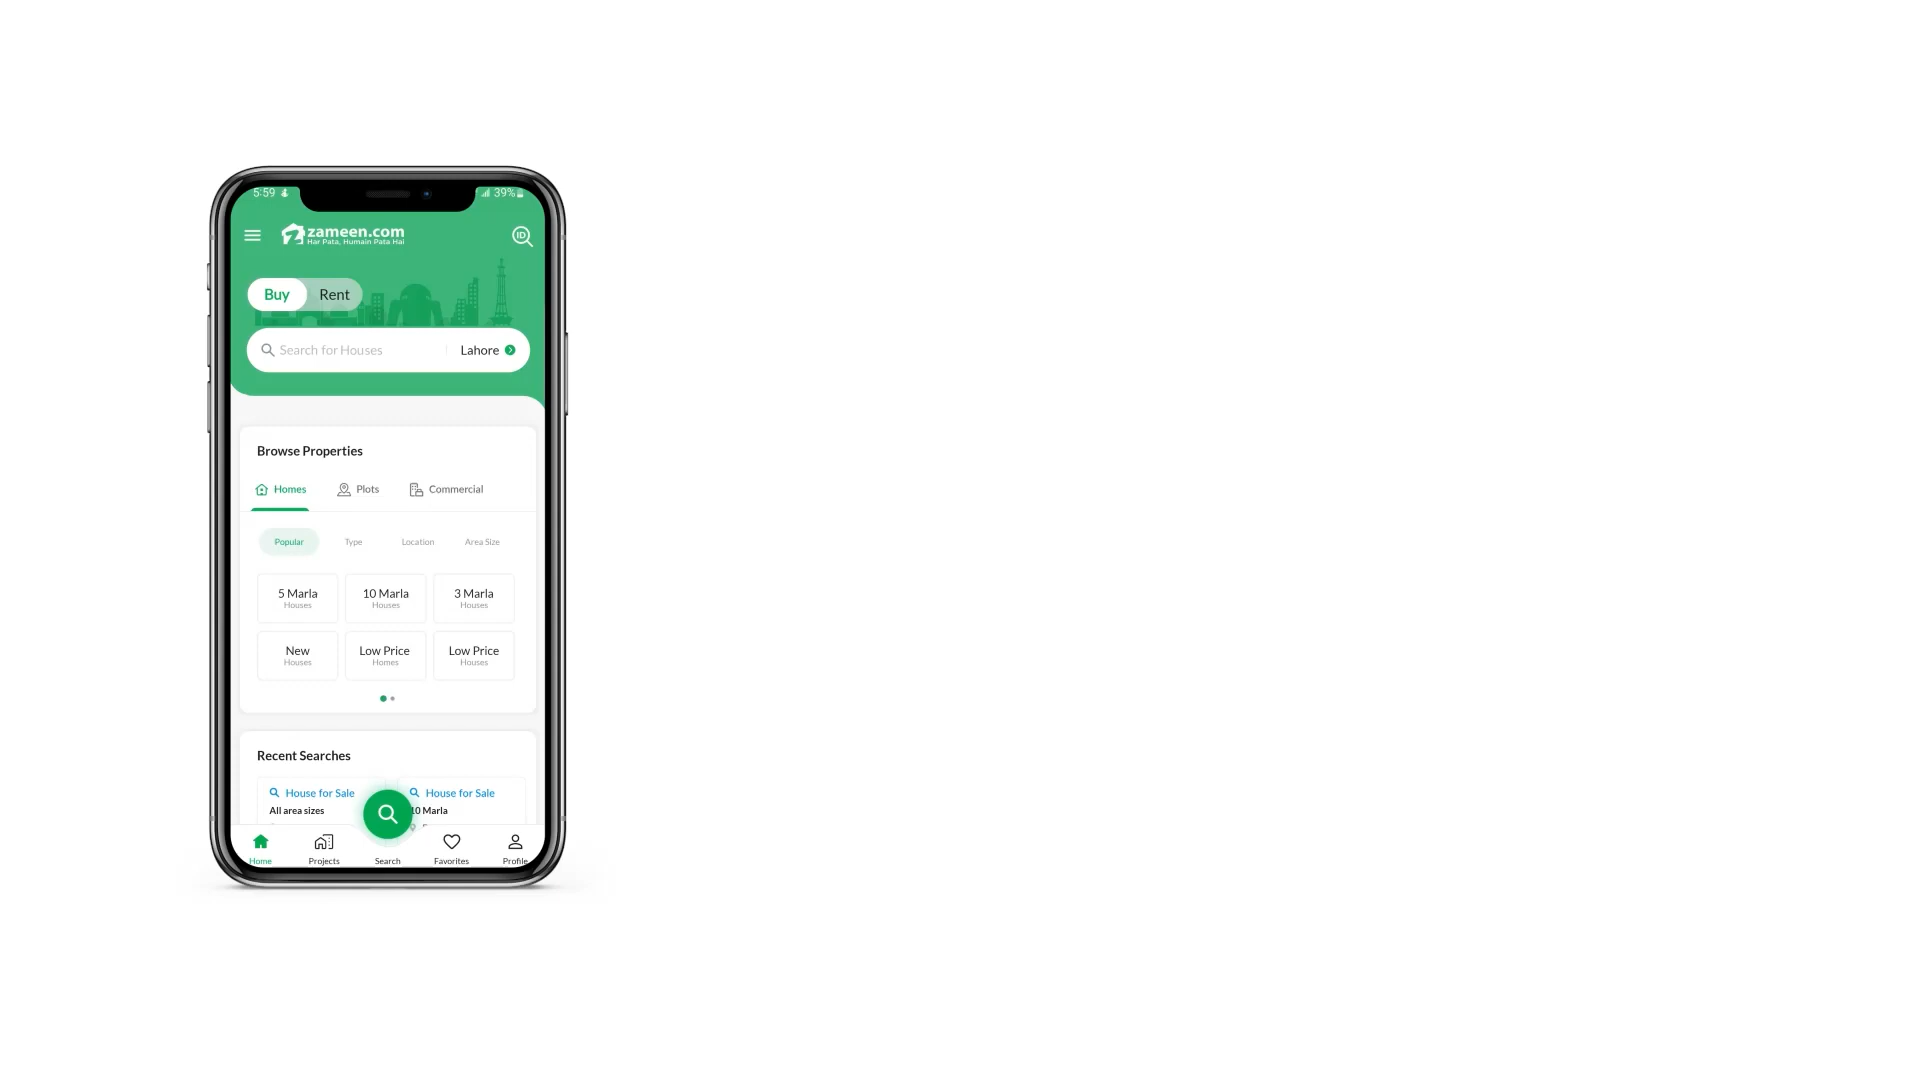 5:59 39%
zameen.com
Har Pata, Humain Pata Hai
ID
Buy Rent
Search for Houses Lahore
Browse Properties
Homes Plots Commercial
Popular Type Location Area Size
5 Marla 10 Marla 3 Marla
Houses Houses Houses
New Low Price Low Price
Houses Homes Houses
Recent Searches
House for Sale House for Sale
All area sizes 10 Marla
Home Projects Search Favorites Profile